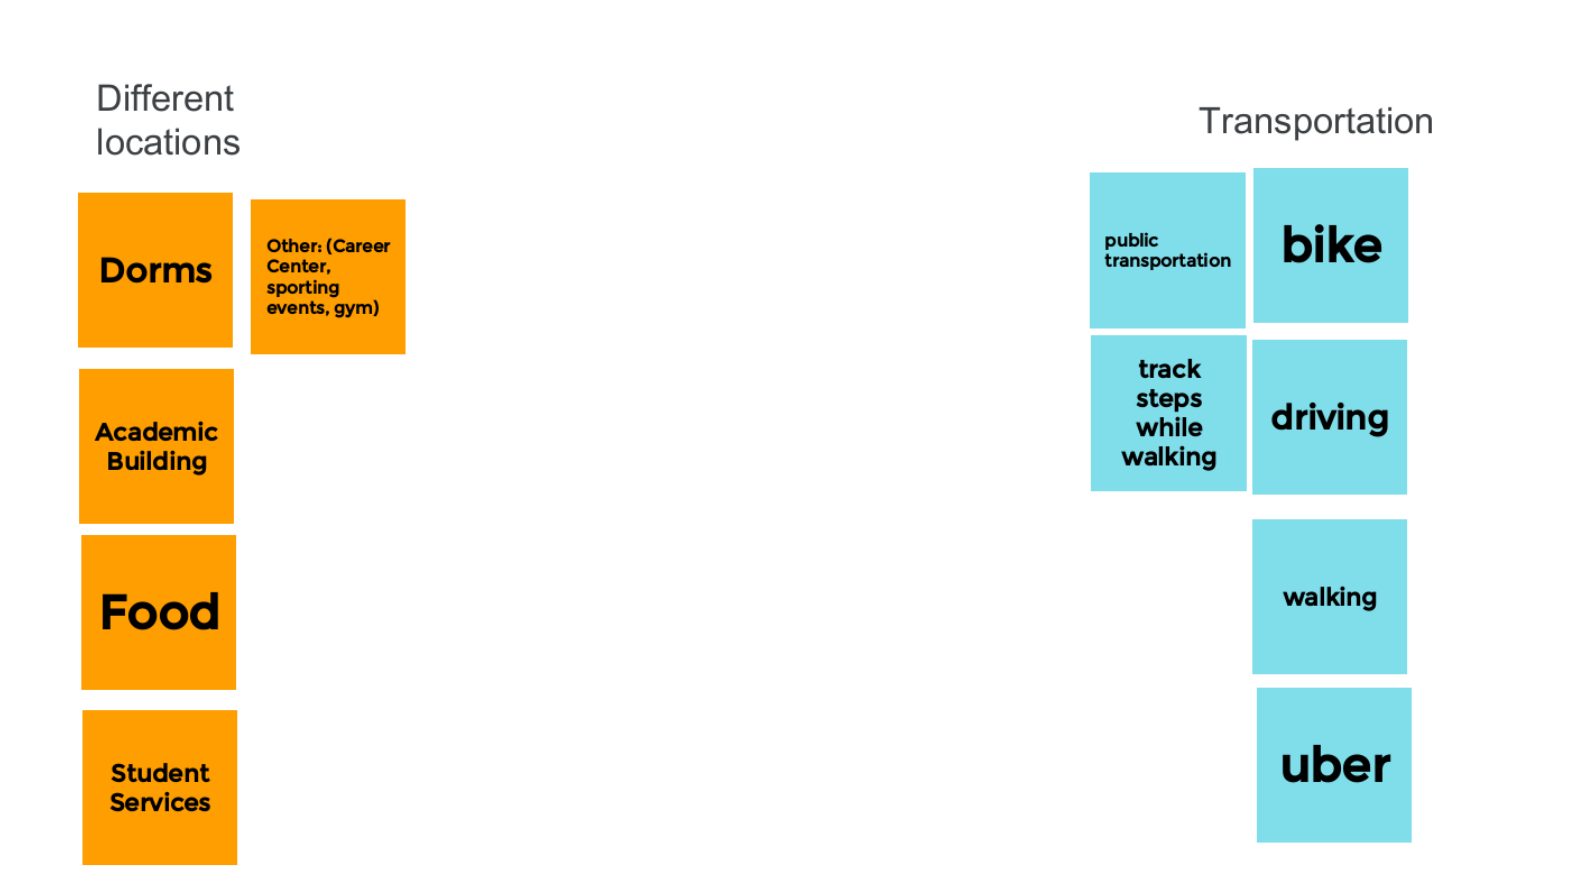 Different
locations
Dorms
Other: (Career
Center,
sporting
events, gym)
Academic
Building
Food
Student
Services
Transportation
public
transportation
bike
track
steps
while
walking
driving
walking
uber